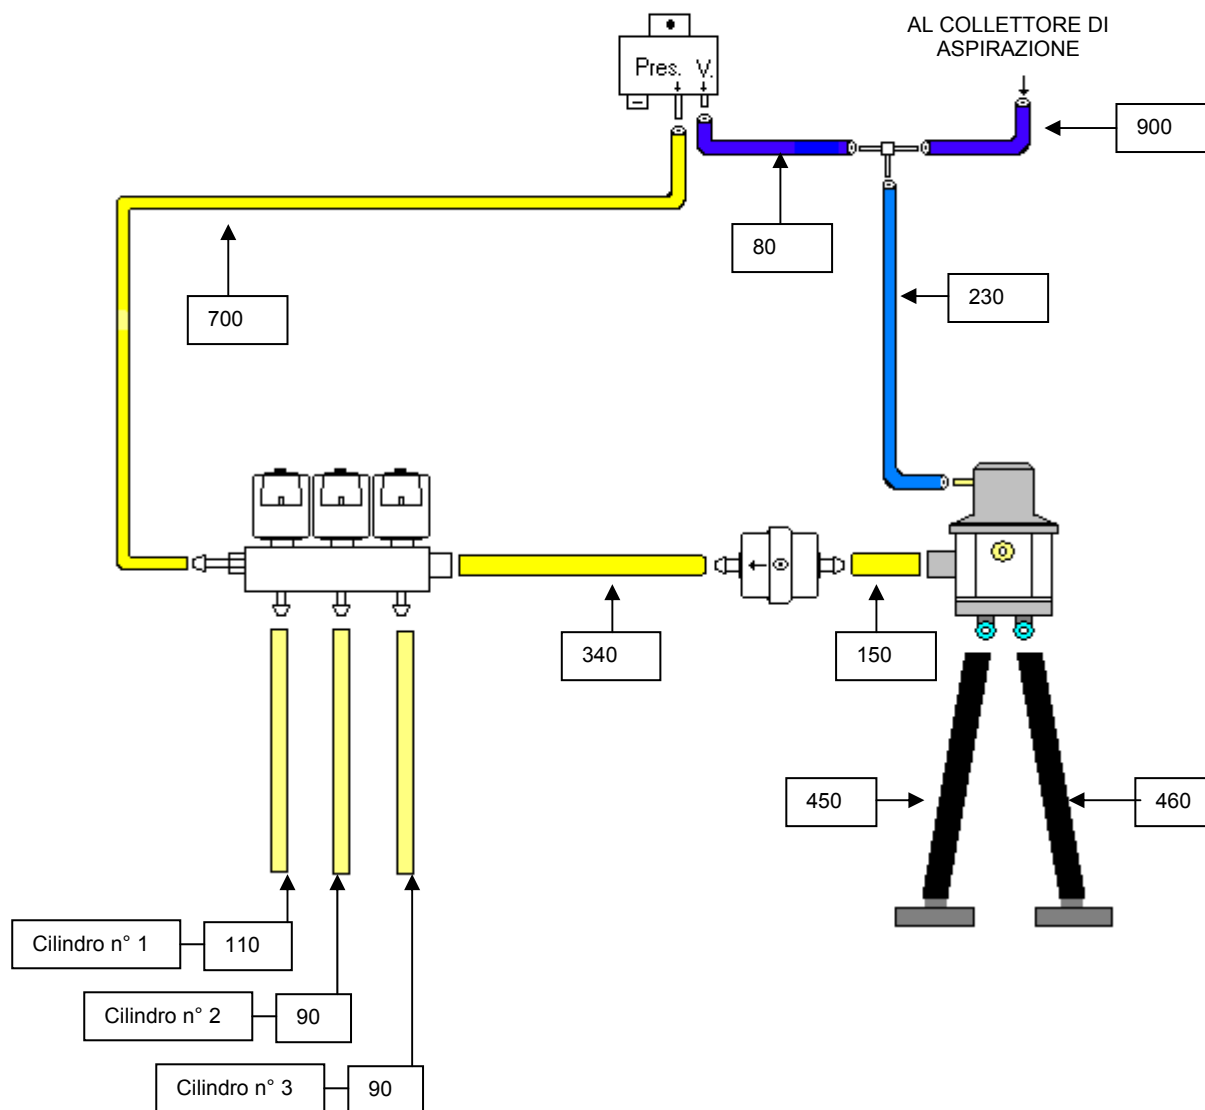 AL COLLETTORE DI
ASPIRAZIONE
Pres. V.
900
80
230
700
340
150
450
460
Cilindro n° 1
110
Cilindro n° 2
90
Cilindro n° 3
90